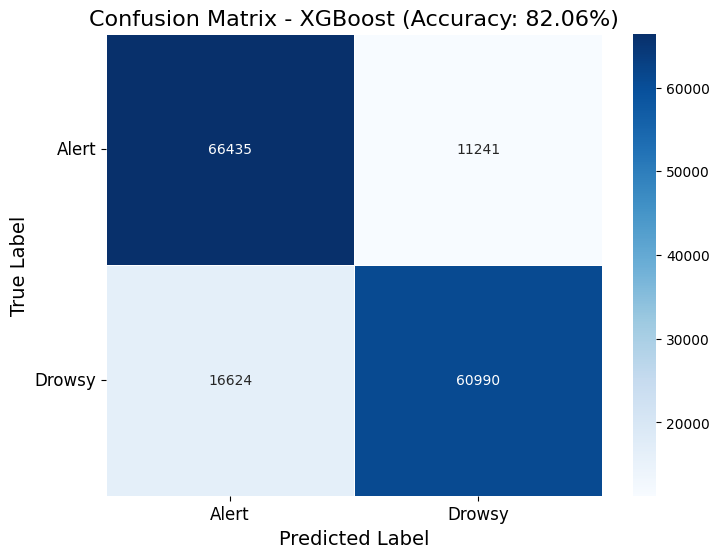 Confusion Matrix - XGBoost (Accuracy: 82.06%)
True Label
Alert
66435
11241
Drowsy
16624
60990
Alert
Drowsy
Predicted Label
60000
50000
40000
30000
20000